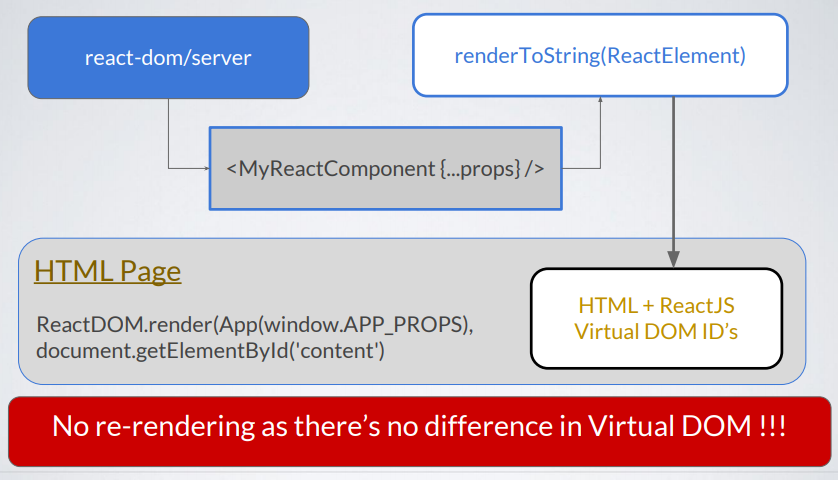 react-dom/server
renderToString(ReactElement)
<MyReactComponent {...props} />
HTML Page
ReactDOM.render(App(window.APP_PROPS),
document.getElementById('content')
HTML + ReactJS
Virtual DOM ID’s
No re-rendering as there’s no difference in Virtual DOM !!!